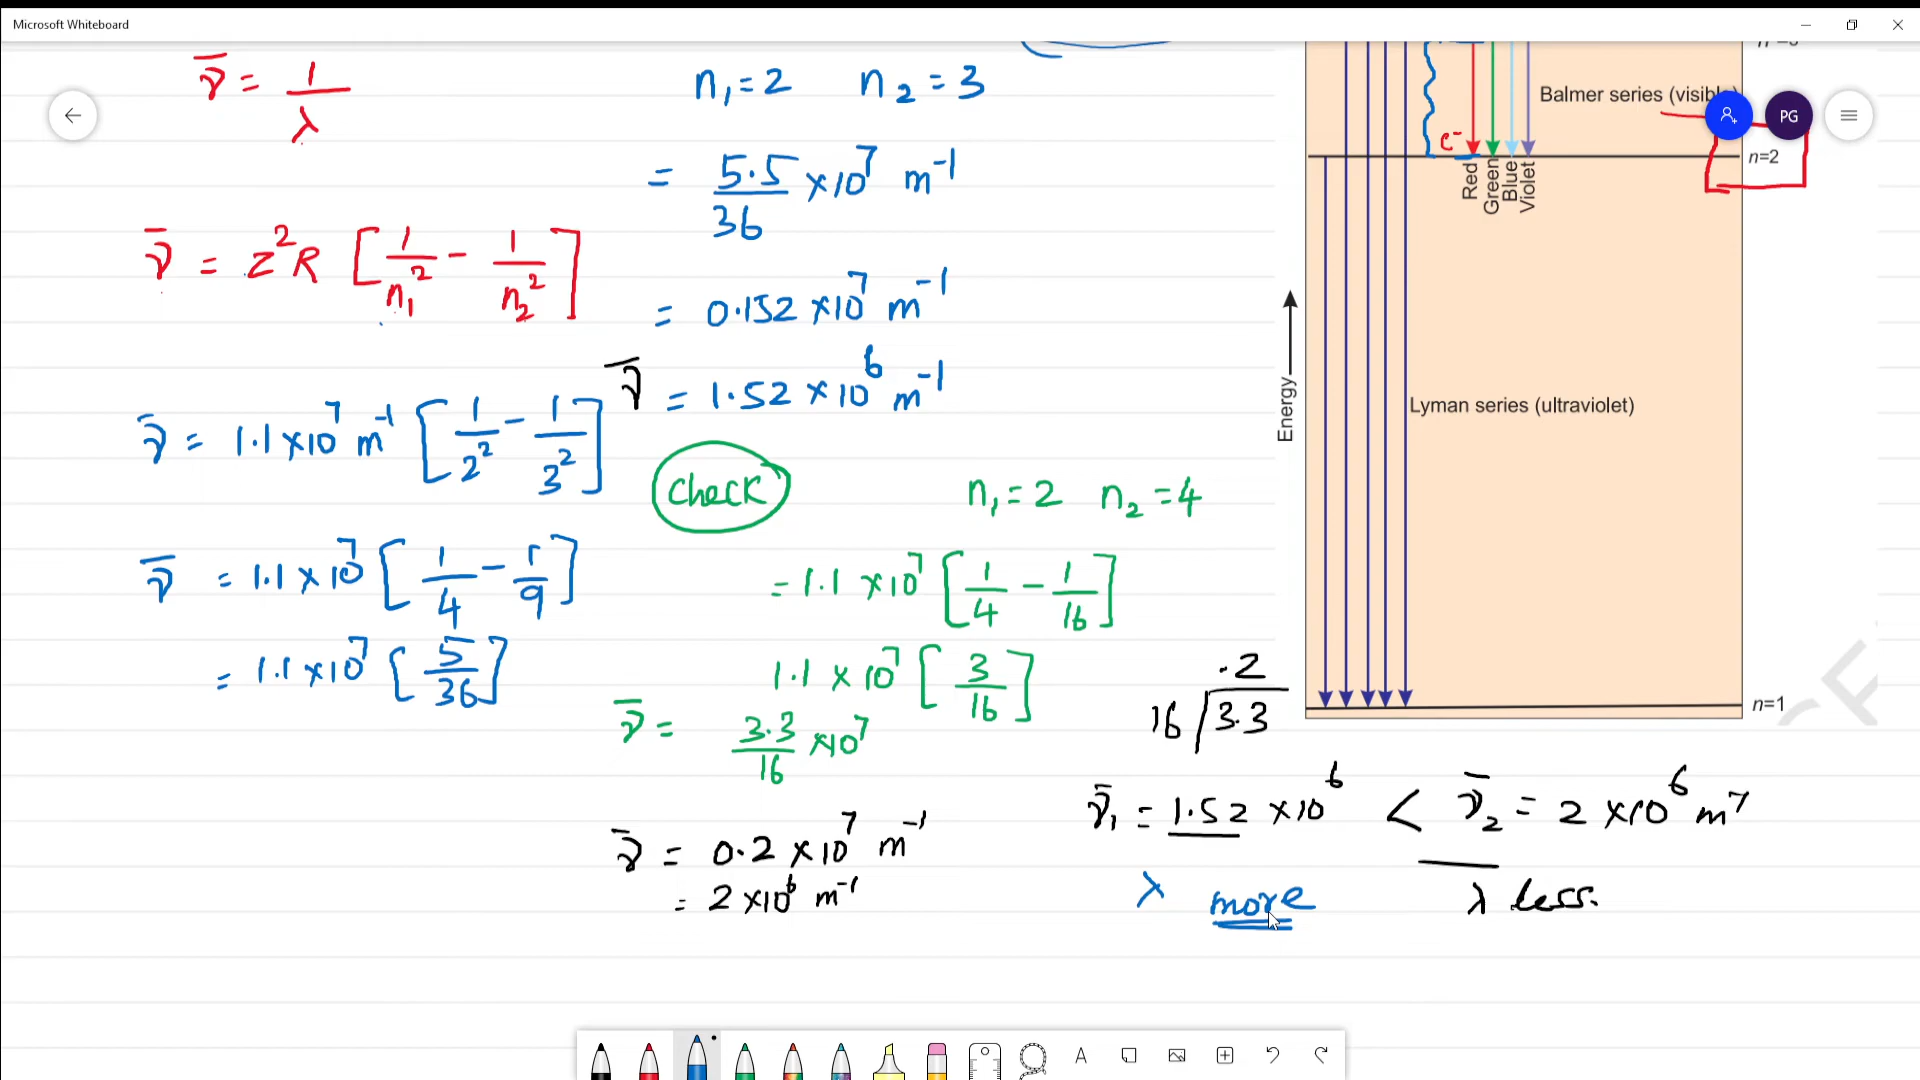 Microsoft Whiteboard
ν̅ = 1/λ
ν̅ = Z²R [1/n₁² - 1/n₂²]
ν̅ = 1.1 × 10⁷ m⁻¹ [1/2² - 1/3²]
ν̅ = 1.1 × 10⁷ [1/4 - 1/9]
= 1.1 × 10⁷ [5/36]
n₁ = 2 n₂ = 3
= 5.5/36 × 10⁷ m⁻¹
= 0.152 × 10⁷ m⁻¹
ν̅ = 1.52 × 10⁶ m⁻¹
Check
n₁ = 2 n₂ = 4
= 1.1 × 10⁷ [1/4 - 1/16]
1.1 × 10⁷ [3/16]
ν̅ = 3.3/16 × 10⁷
.2
16 3.3
ν̅ = 0.2 × 10⁷ m⁻¹
= 2 × 10⁶ m⁻¹
ν̅₁ = 1.52 × 10⁶ < ν̅₂ = 2 × 10⁶ m⁻¹
λ more
λ less.
Balmer series (visible)
PG
e⁻
n=2
Red
Green
Blue
Violet
Energy
Lyman series (ultraviolet)
n=1
A